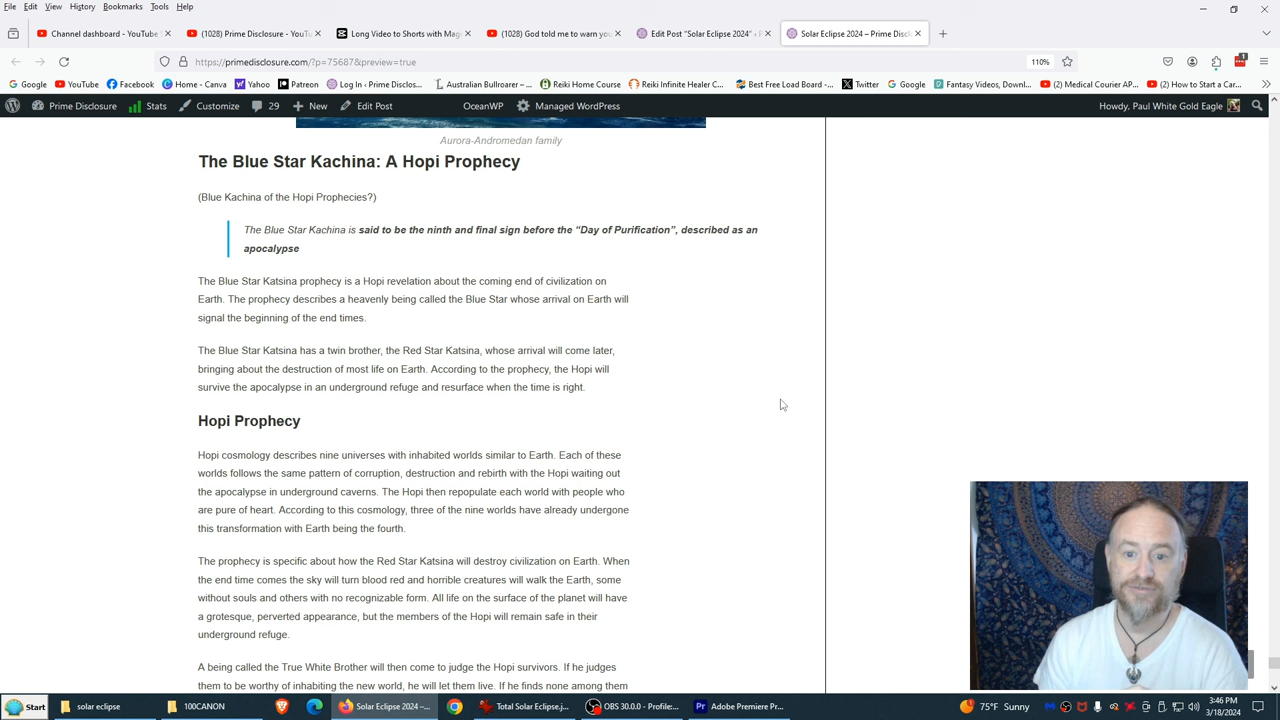 File Edit View History Bookmarks Tools Help
Channel dashboard - YouTube
(1028) Prime Disclosure - YouT
Long Video to Shorts with Mag
(1028) God told me to warn you
Edit Post "Solar Eclipse 2024" ‹ P
Solar Eclipse 2024 – Prime Discl
https://primedisclosure.com/?p=75687&preview=true
110%
1
Google YouTube Facebook Home - Canva Yahoo Patreon Log In ‹ Prime Disclos... Australian Bullroarer – ... Reiki Home Course Reiki Infinite Healer C... Best Free Load Board -... Twitter Google Fantasy Videos, Downl... (2) Medical Courier AP... (2) How to Start a Car...
Prime Disclosure Stats Customize 29 New Edit Post OceanWP Managed WordPress Howdy, Paul White Gold Eagle
Aurora-Andromedan family
The Blue Star Kachina: A Hopi Prophecy
(Blue Kachina of the Hopi Prophecies?)
The Blue Star Kachina is said to be the ninth and final sign before the “Day of Purification”, described as an
apocalypse
The Blue Star Katsina prophecy is a Hopi revelation about the coming end of civilization on
Earth. The prophecy describes a heavenly being called the Blue Star whose arrival on Earth will
signal the beginning of the end times.
The Blue Star Katsina has a twin brother, the Red Star Katsina, whose arrival will come later,
bringing about the destruction of most life on Earth. According to the prophecy, the Hopi will
survive the apocalypse in an underground refuge and resurface when the time is right.
Hopi Prophecy
Hopi cosmology describes nine universes with inhabited worlds similar to Earth. Each of these
worlds follows the same pattern of corruption, destruction and rebirth with the Hopi waiting out
the apocalypse in underground caverns. The Hopi then repopulate each world with people who
are pure of heart. According to this cosmology, three of the nine worlds have already undergone
this transformation with Earth being the fourth.
The prophecy is specific about how the Red Star Katsina will destroy civilization on Earth. When
the end time comes the sky will turn blood red and horrible creatures will walk the Earth, some
without souls and others with no recognizable form. All life on the surface of the planet will have
a grotesque, perverted appearance, but the members of the Hopi will remain safe in their
underground refuge.
A being called the True White Brother will then come to judge the Hopi survivors. If he judges
them to be worthy of inhabiting the new world, he will let them live. If he finds none among them
Start solar eclipse 100CANON Solar Eclipse 2024 –... Total Solar Eclipse.j... OBS 30.0.0 - Profile:... Adobe Premiere Pr... 75°F Sunny 3:46 PM
3/18/2024